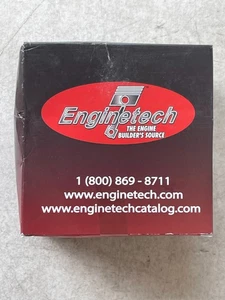 Enginetech
THE ENGINE
BUILDER'S SOURCE
1 (800) 869 - 8711
www.enginetech.com
www.enginetechcatalog.com